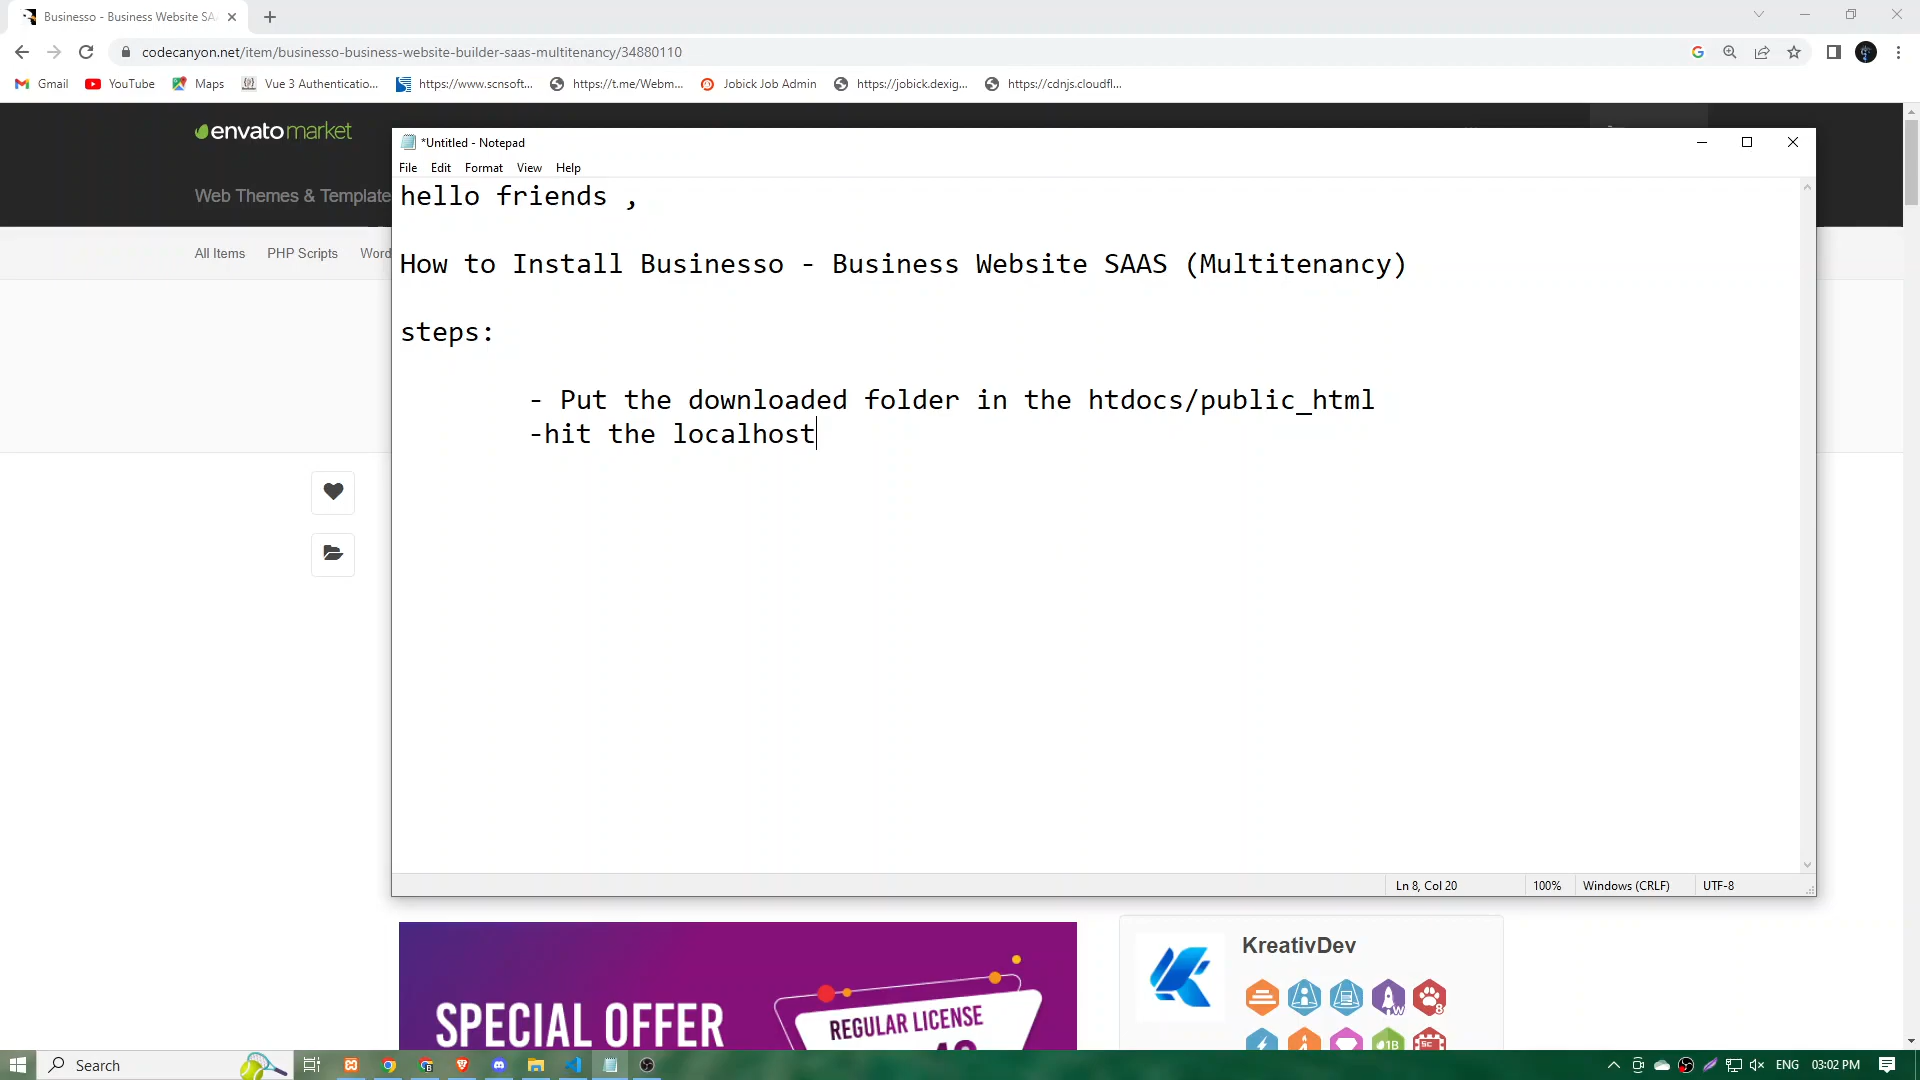 Businesso - Business Website SA
codecanyon.net/item/businesso-business-website-builder-saas-multitenancy/34880110
Gmail YouTube Maps Vue 3 Authenticatio... https://www.scnsoft... https://t.me/Webm... Jobick Job Admin https://jobick.dexig... https://cdnjs.cloudfl...
envatomarket
*Untitled - Notepad
File Edit Format View Help
Web Themes & Template
hello friends ,
All Items PHP Scripts Word
How to Install Businesso - Business Website SAAS (Multitenancy)
steps:
- Put the downloaded folder in the htdocs/public_html
-hit the localhost
Ln 8, Col 20 100% Windows (CRLF) UTF-8
KreativDev
SPECIAL OFFER
REGULAR LICENSE
Search
ENG 03:02 PM